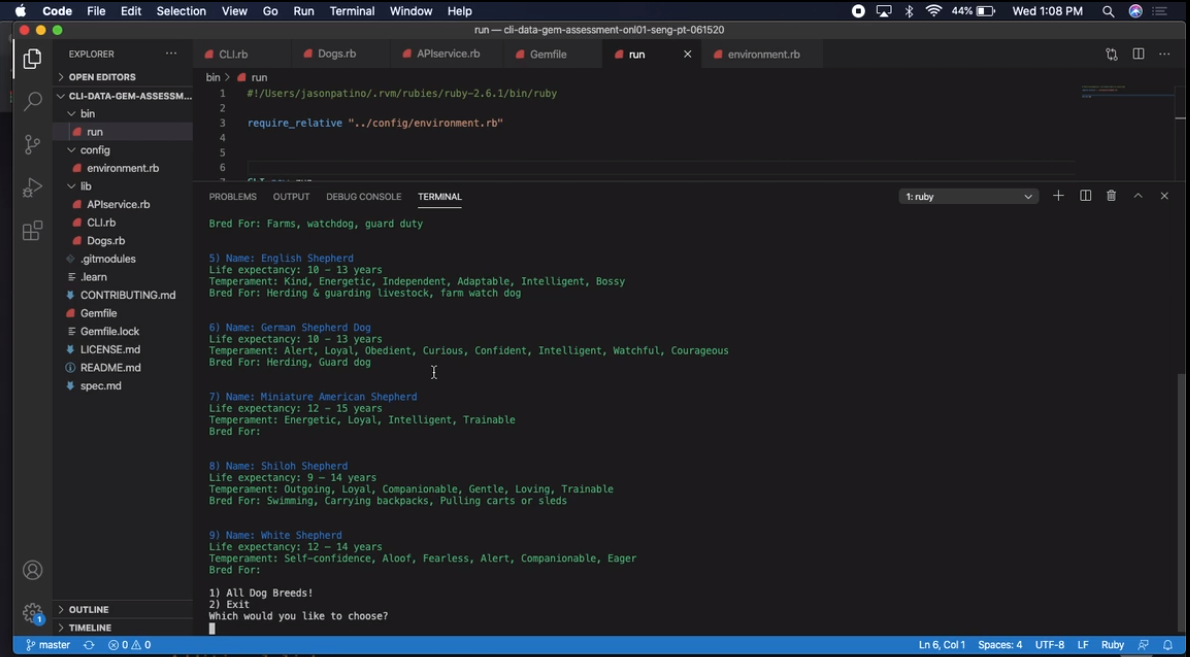 Code File Edit Selection View Go Run Terminal Window Help 44% Wed 1:08 PM
run — cli-data-gem-assessment-onl01-seng-pt-061520
EXPLORER ··· CLI.rb Dogs.rb APIservice.rb Gemfile run × environment.rb ···
> OPEN EDITORS
CLI-DATA-GEM-ASSESSM...
bin
run
config
environment.rb
lib
APIservice.rb
CLI.rb
Dogs.rb
.gitmodules
.learn
CONTRIBUTING.md
Gemfile
Gemfile.lock
LICENSE.md
README.md
spec.md
> OUTLINE
> TIMELINE
bin > run
1 #!/Users/jasonpatino/.rvm/rubies/ruby-2.6.1/bin/ruby
2
3 require_relative "../config/environment.rb"
4
5
6
PROBLEMS OUTPUT DEBUG CONSOLE TERMINAL 1: ruby
Bred For: Farms, watchdog, guard duty
5) Name: English Shepherd
Life expectancy: 10 – 13 years
Temperament: Kind, Energetic, Independent, Adaptable, Intelligent, Bossy
Bred For: Herding & guarding livestock, farm watch dog
6) Name: German Shepherd Dog
Life expectancy: 10 – 13 years
Temperament: Alert, Loyal, Obedient, Curious, Confident, Intelligent, Watchful, Courageous
Bred For: Herding, Guard dog
7) Name: Miniature American Shepherd
Life expectancy: 12 – 15 years
Temperament: Energetic, Loyal, Intelligent, Trainable
Bred For:
8) Name: Shiloh Shepherd
Life expectancy: 9 – 14 years
Temperament: Outgoing, Loyal, Companionable, Gentle, Loving, Trainable
Bred For: Swimming, Carrying backpacks, Pulling carts or sleds
9) Name: White Shepherd
Life expectancy: 12 – 14 years
Temperament: Self-confidence, Aloof, Fearless, Alert, Companionable, Eager
Bred For:
1) All Dog Breeds!
2) Exit
Which would you like to choose?
1
master 0 0 Ln 6, Col 1 Spaces: 4 UTF-8 LF Ruby